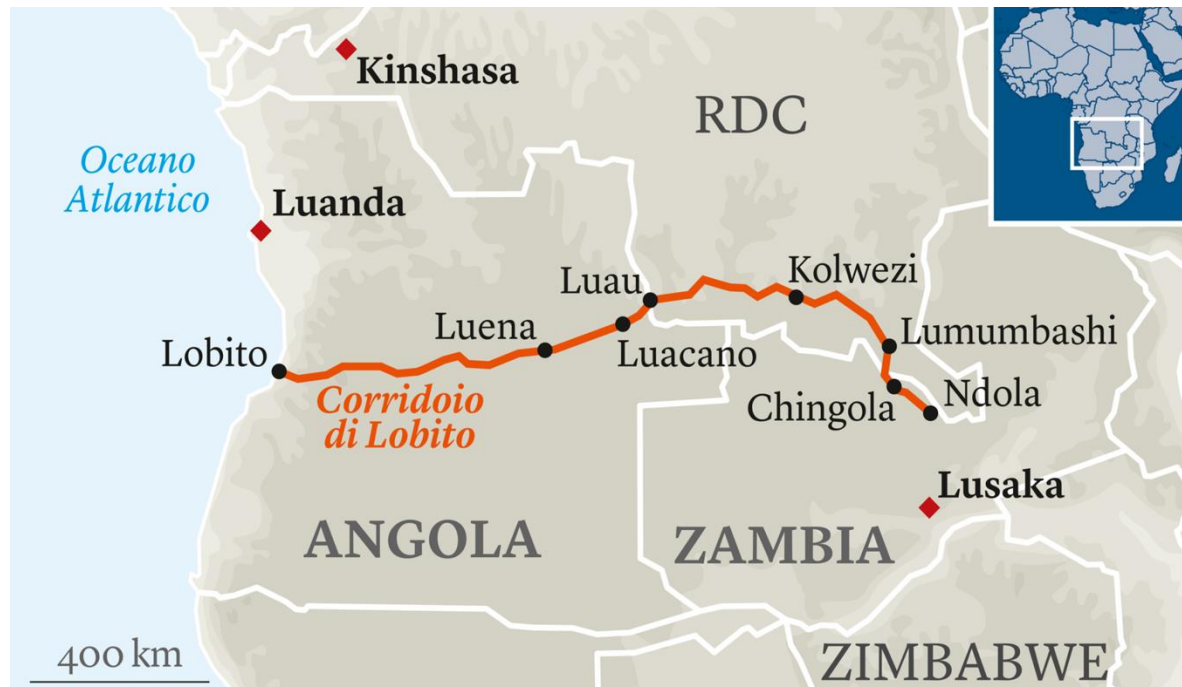 Kinshasa
RDC
Oceano
Atlantico
Luanda
Kolwezi
Luau
Luena
Lumumbashi
Lobito
Luacano
Chingola
Ndola
Corridoio
di Lobito
Lusaka
ANGOLA
ZAMBIA
400 km
ZIMBABWE